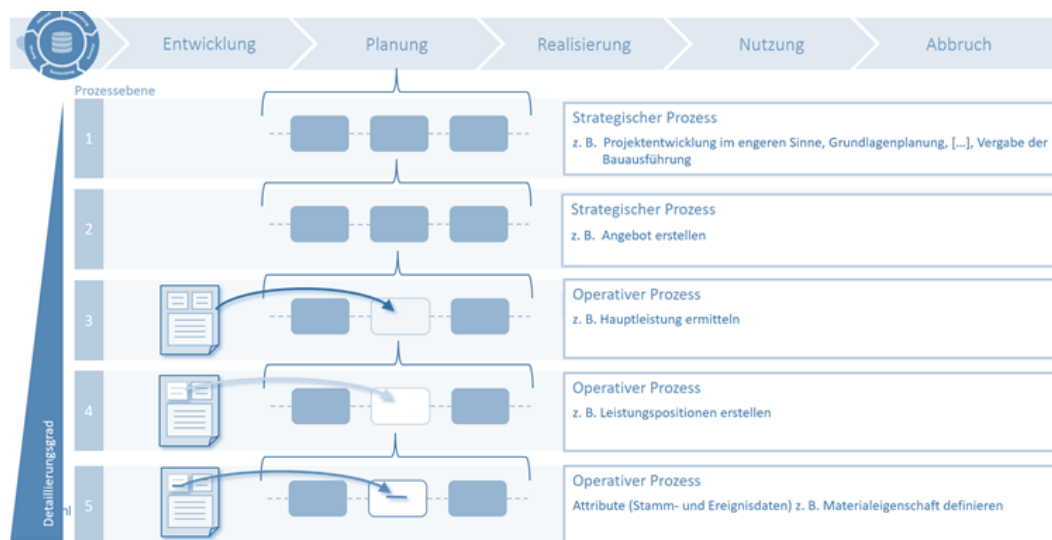 Entwicklung
Planung
Realisierung
Nutzung
Abbruch
Prozessebene
1
Strategischer Prozess
z. B. Projektentwicklung im engeren Sinne, Grundlagenplanung, [...], Vergabe der
Bauausführung
2
Strategischer Prozess
z. B. Angebot erstellen
3
Operativer Prozess
z. B. Hauptleistung ermitteln
4
Operativer Prozess
z. B. Leistungspositionen erstellen
5
Operativer Prozess
Attribute (Stamm- und Ereignisdaten) z. B. Materialeigenschaft definieren
Detaillierungsgrad